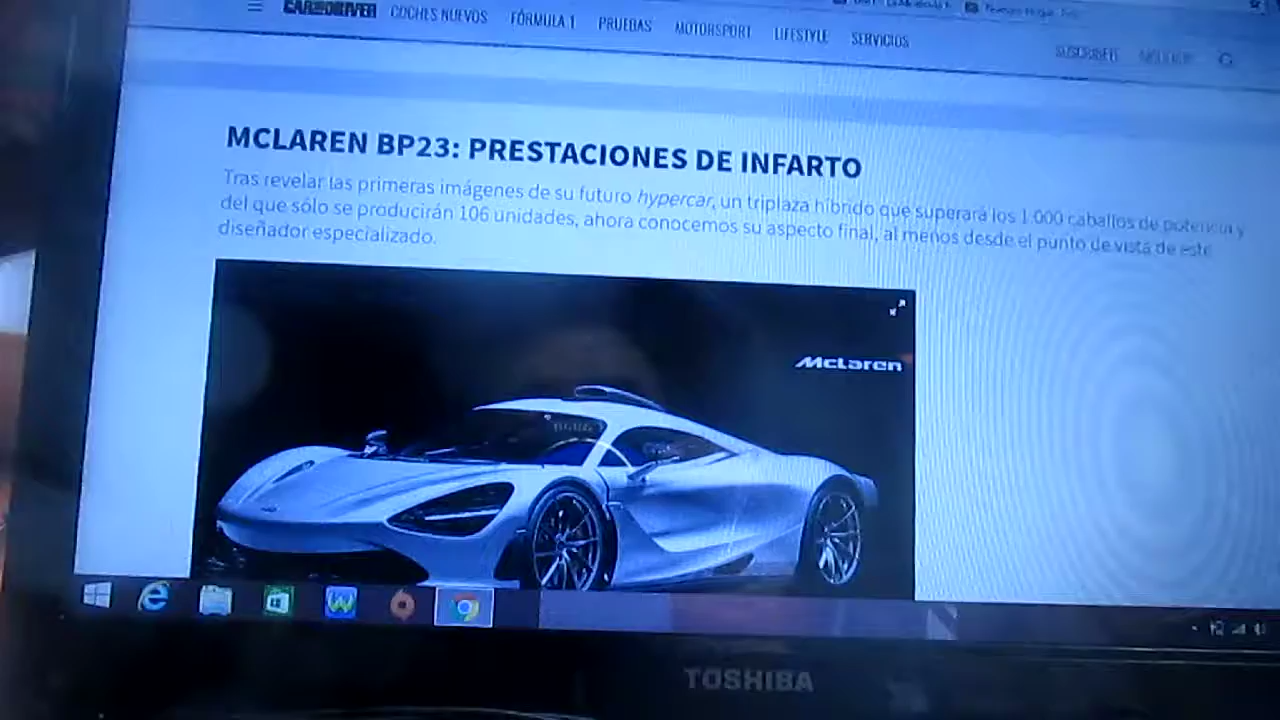 CAR AND DRIVER COCHES NUEVOS FÓRMULA 1 PRUEBAS MOTORSPORT LIFESTYLE SERVICIOS
MCLAREN BP23: PRESTACIONES DE INFARTO
Tras revelar las primeras imágenes de su futuro hypercar, un triplaza híbrido que superará los 1.000 caballos de potencia y
del que sólo se producirán 106 unidades, ahora conocemos su aspecto final, al menos desde el punto de vista de este
diseñador especializado.
McLaren
TOSHIBA